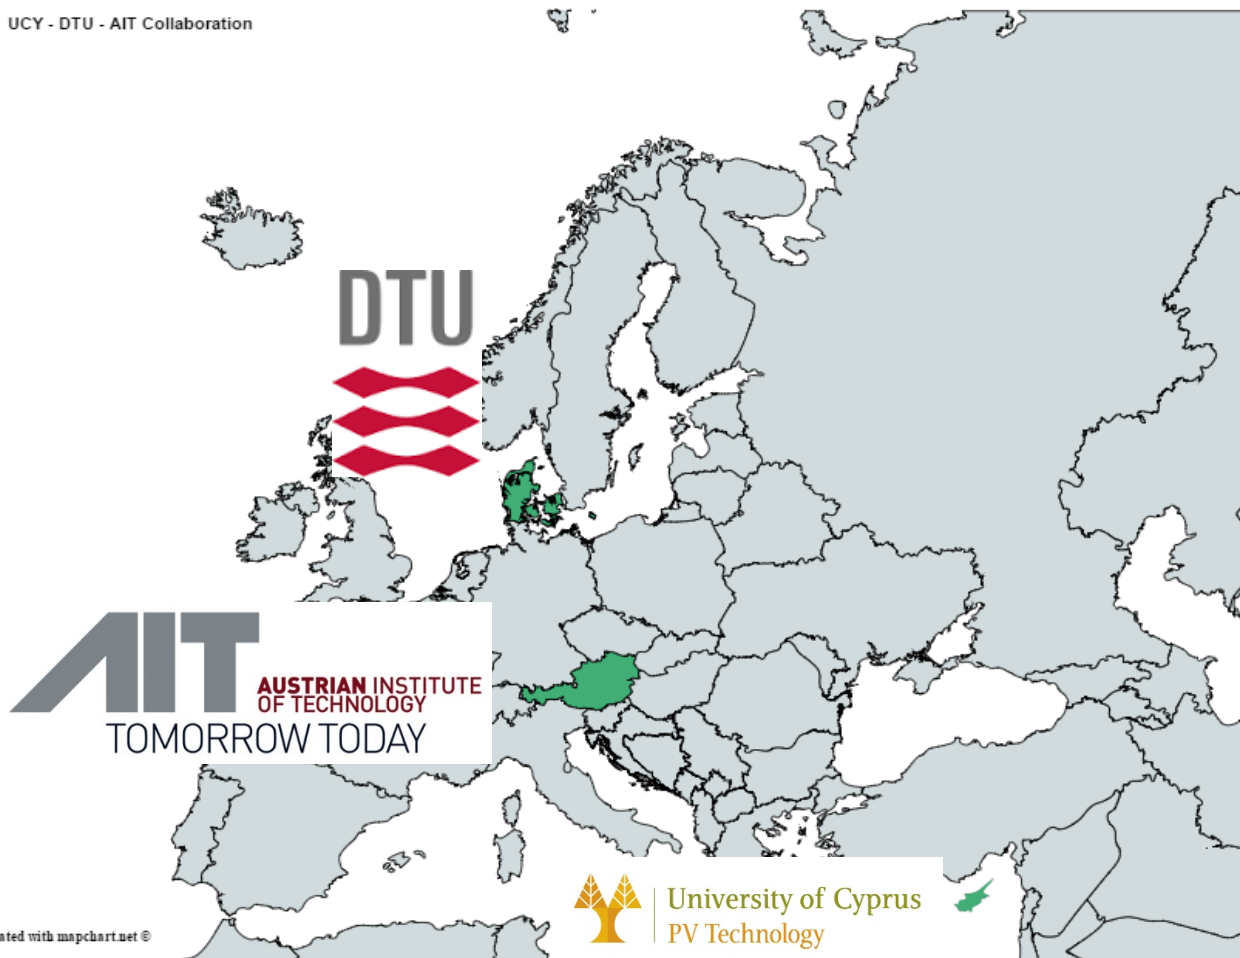 UCY - DTU - AIT Collaboration
DTU
AIT
AUSTRIAN INSTITUTE
OF TECHNOLOGY
TOMORROW TODAY
University of Cyprus
PV Technology
ated with mapchart.net ©